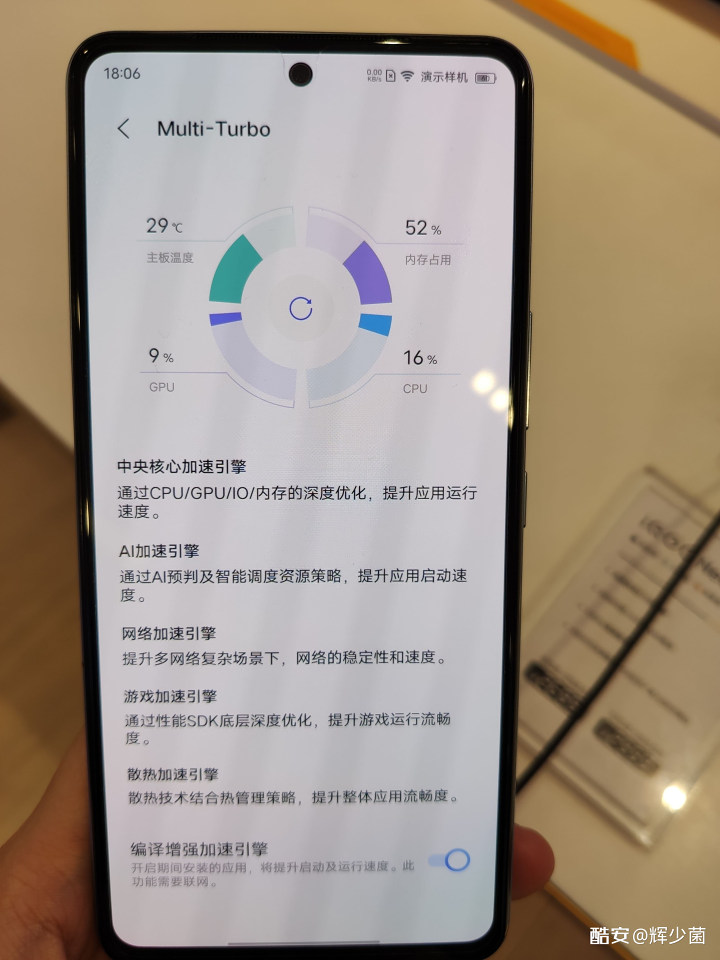 18:06
0.00
KB/s
演示样机
Multi-Turbo
29℃
52%
主板温度
内存占用
9%
16%
GPU
CPU
中央核心加速引擎
通过CPU/GPU/IO/内存的深度优化，提升应用运行
速度。
AI加速引擎
通过AI预判及智能调度资源策略，提升应用启动速
度。
网络加速引擎
提升多网络复杂场景下，网络的稳定性和速度。
游戏加速引擎
通过性能SDK底层深度优化，提升游戏运行流畅
度。
散热加速引擎
散热技术结合热管理策略，提升整体应用流畅度。
编译增强加速引擎
开启期间安装的应用，将提升启动及运行速度。此
功能需要联网。
酷安@辉少菌